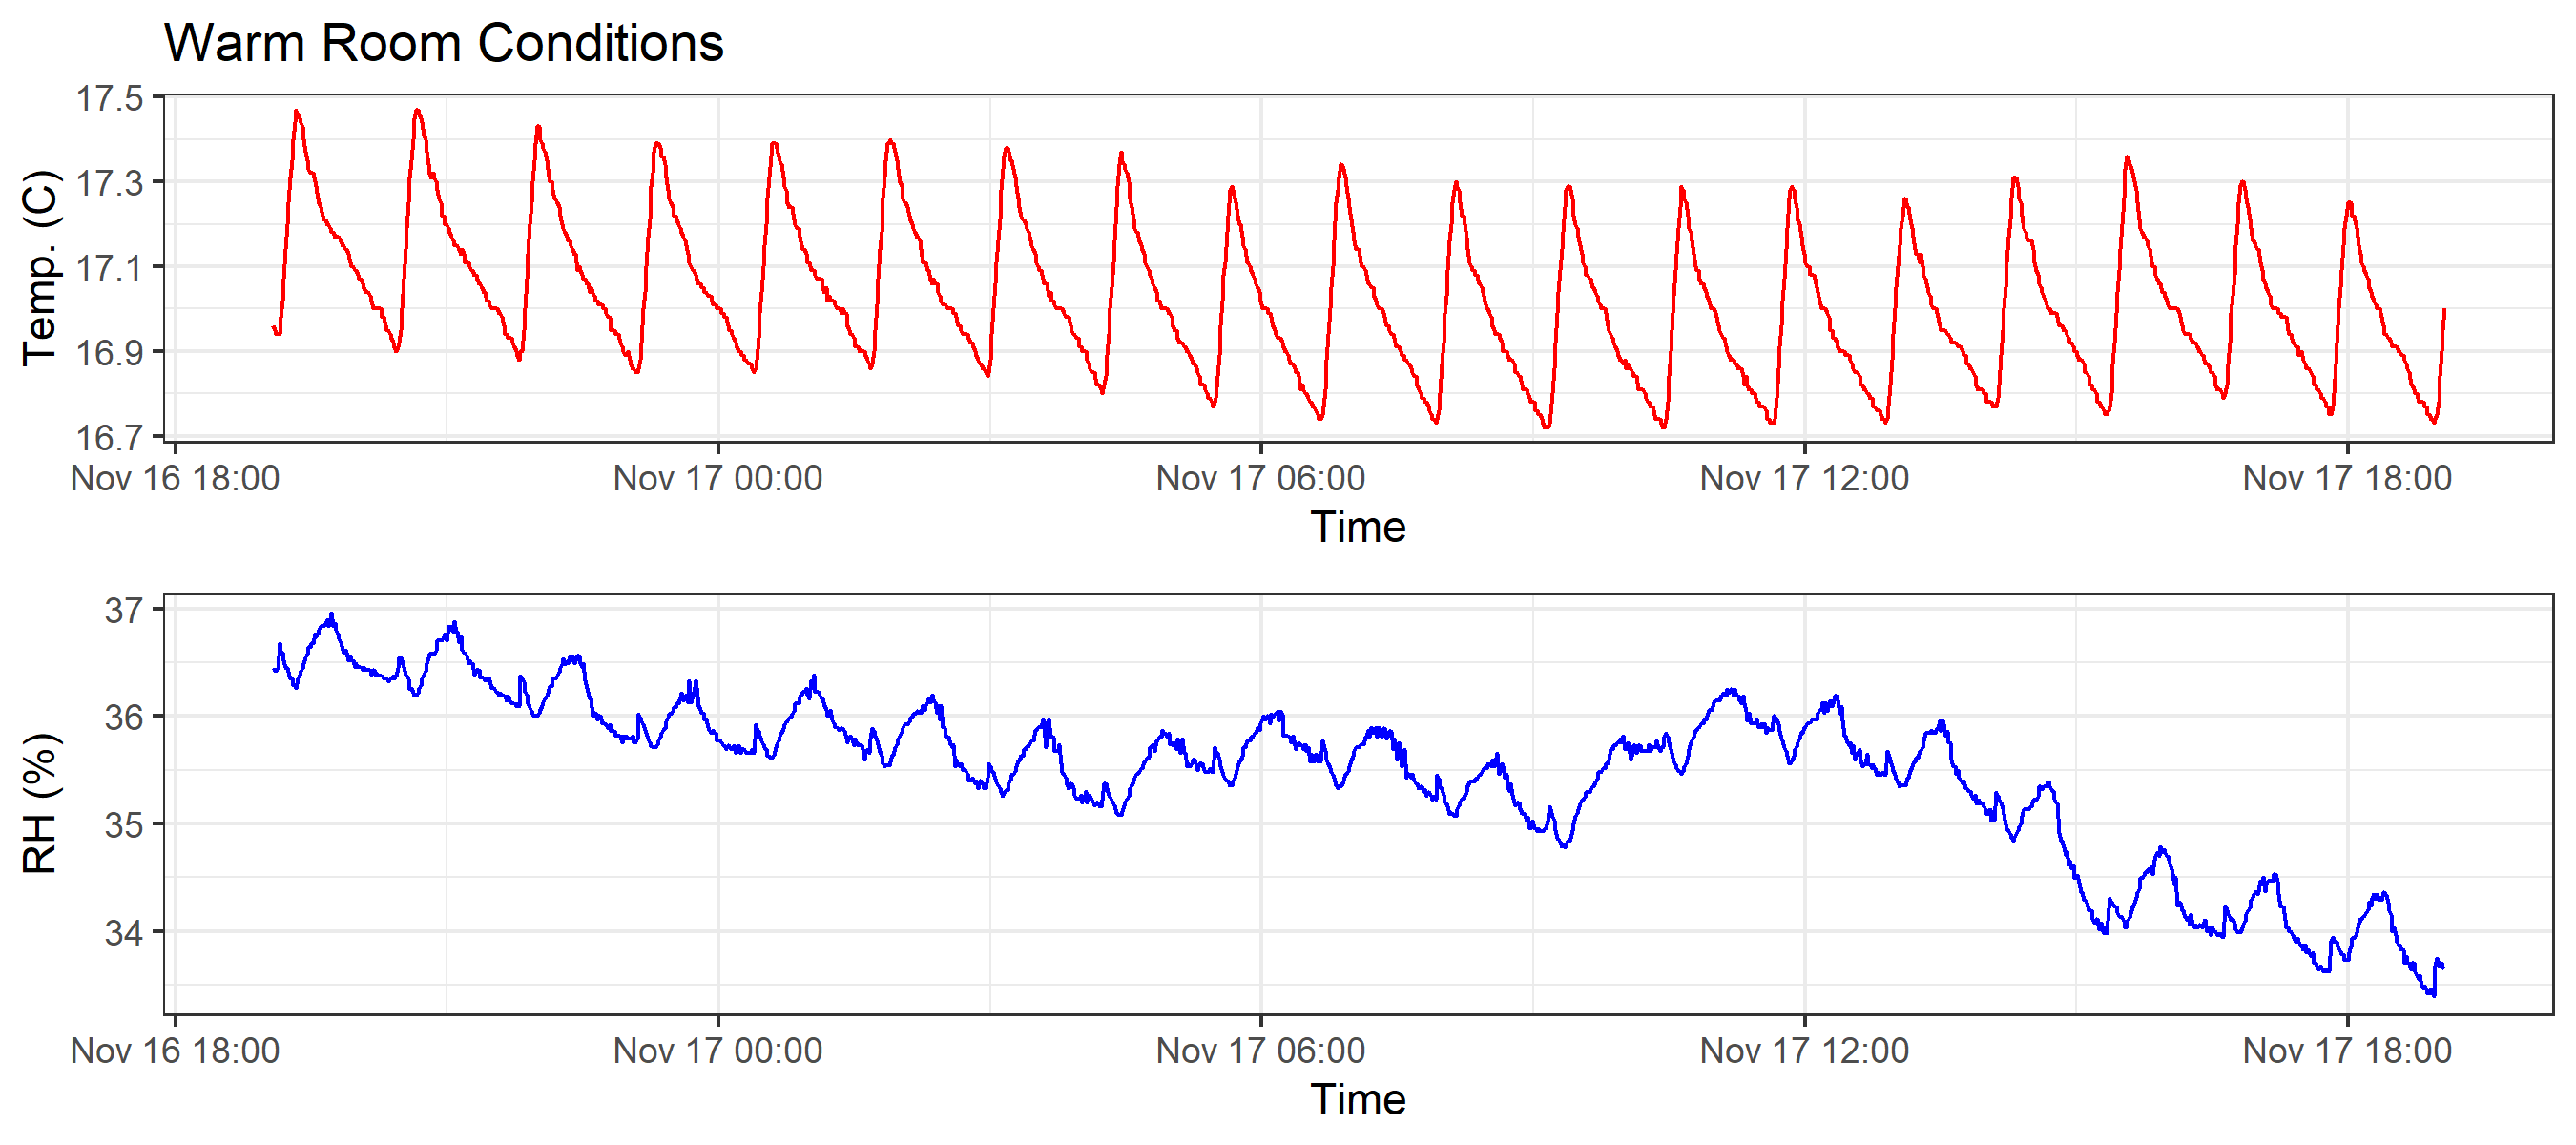 Warm Room Conditions
Temp. (C)
17.5
17.3
17.1
16.9
16.7
Nov 16 18:00 Nov 17 00:00 Nov 17 06:00 Nov 17 12:00 Nov 17 18:00
Time
RH (%)
37
36
35
34
Nov 16 18:00 Nov 17 00:00 Nov 17 06:00 Nov 17 12:00 Nov 17 18:00
Time